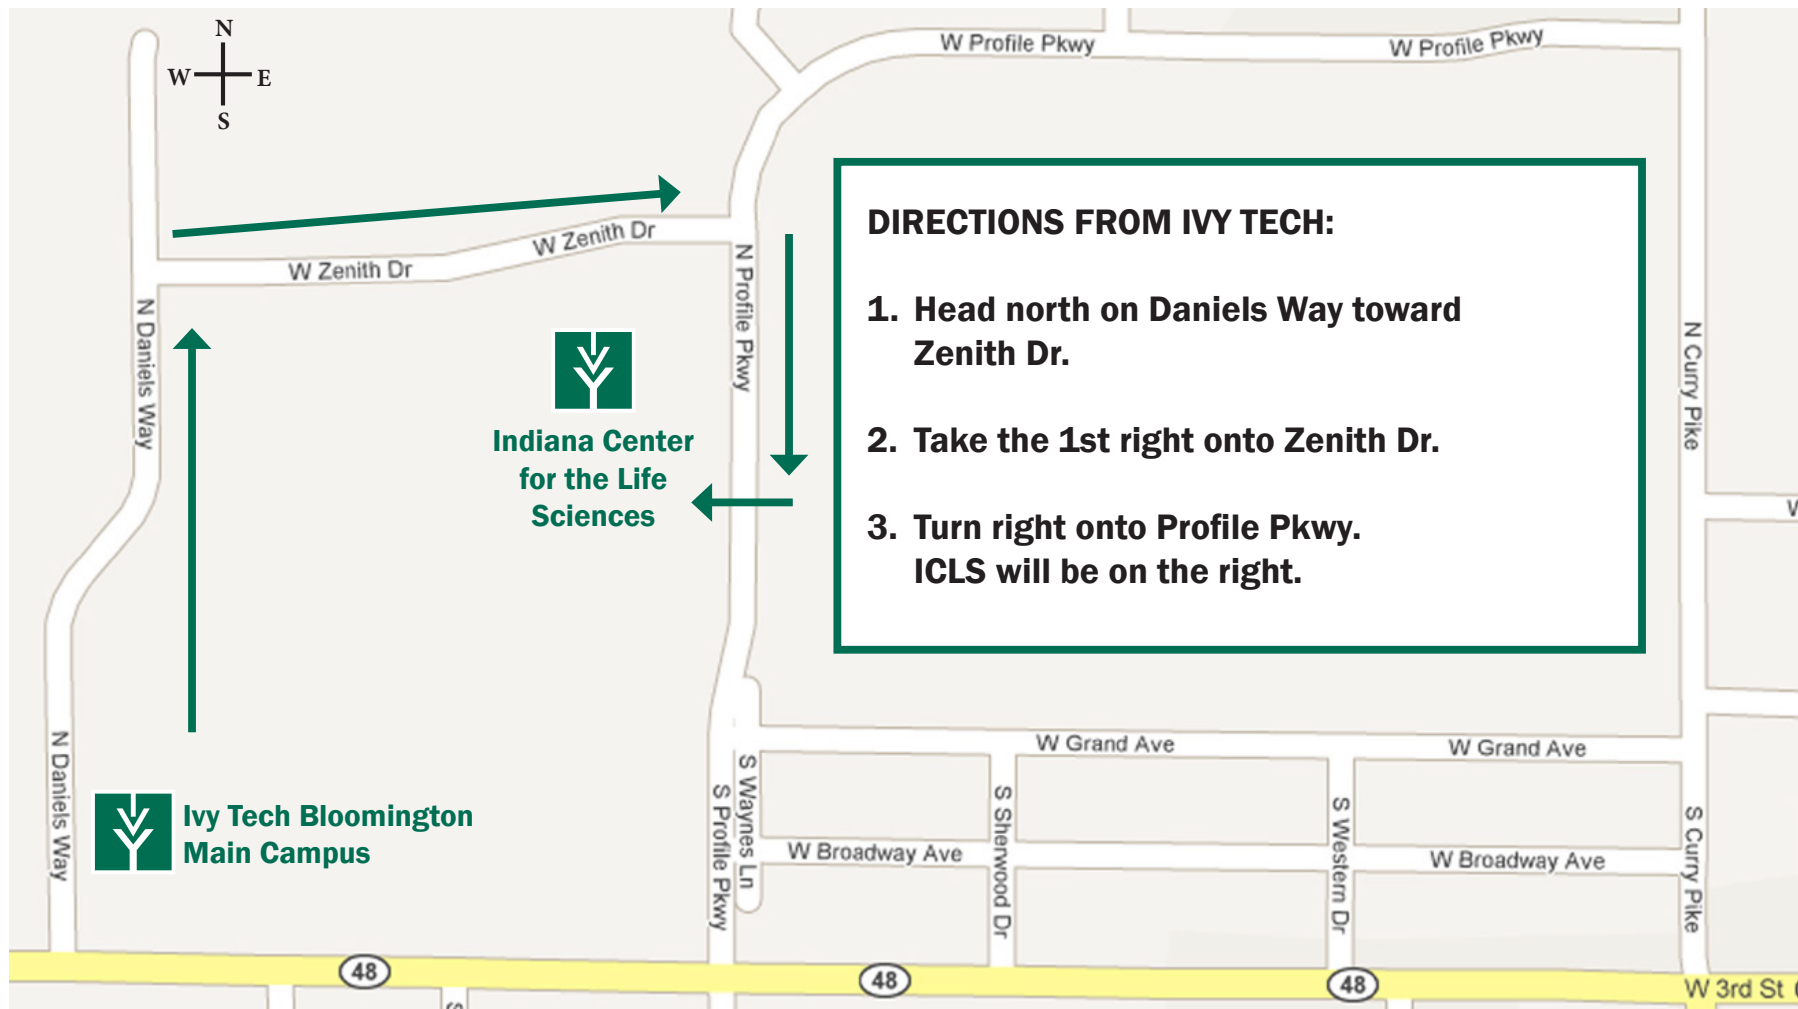 N
W E
S
W Profile Pkwy
W Profile Pkwy
W Zenith Dr
W Zenith Dr
N Profile Pkwy
N Daniels Way
N Curry Pike
DIRECTIONS FROM IVY TECH:
1. Head north on Daniels Way toward
Zenith Dr.
2. Take the 1st right onto Zenith Dr.
3. Turn right onto Profile Pkwy.
ICLS will be on the right.
Indiana Center
for the Life
Sciences
N Daniels Way
Ivy Tech Bloomington
Main Campus
W Grand Ave
W Grand Ave
S Waynes Ln
S Profile Pkwy
S Sherwood Dr
S Western Dr
S Curry Pike
W Broadway Ave
W Broadway Ave
48
48
48
W 3rd St